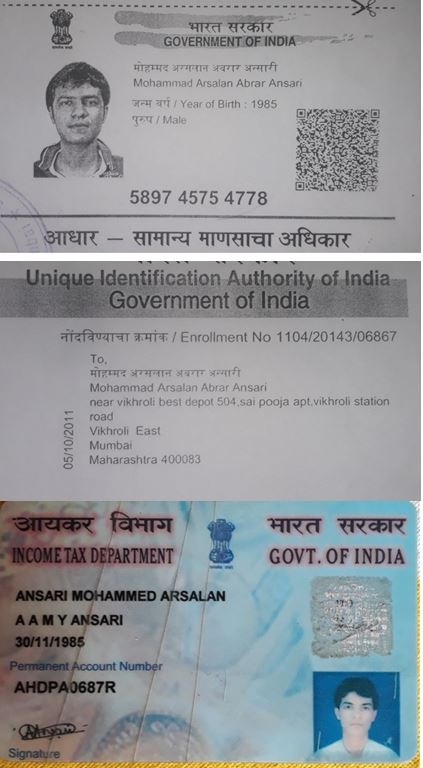 भारत सरकार
GOVERNMENT OF INDIA
मोहम्मद अरसलान अबरार अन्सारी
Mohammad Arsalan Abrar Ansari
जन्म वर्ष / Year of Birth : 1985
पुरुष / Male
5897 4575 4778
आधार – सामान्य माणसाचा अधिकार
Unique Identification Authority of India
Government of India
नोंदविण्याचा क्रमांक / Enrollment No 1104/20143/06867
To,
मोहम्मद अरसलान अबरार अन्सारी
Mohammad Arsalan Abrar Ansari
near vikhroli best depot 504,sai pooja apt,vikhroli station
road
Vikhroli East
Mumbai
Maharashtra 400083
05/10/2011
आयकर विभाग
INCOME TAX DEPARTMENT
भारत सरकार
GOVT. OF INDIA
ANSARI MOHAMMED ARSALAN
A A M Y ANSARI
30/11/1985
Permanent Account Number
AHDPA0687R
Signature